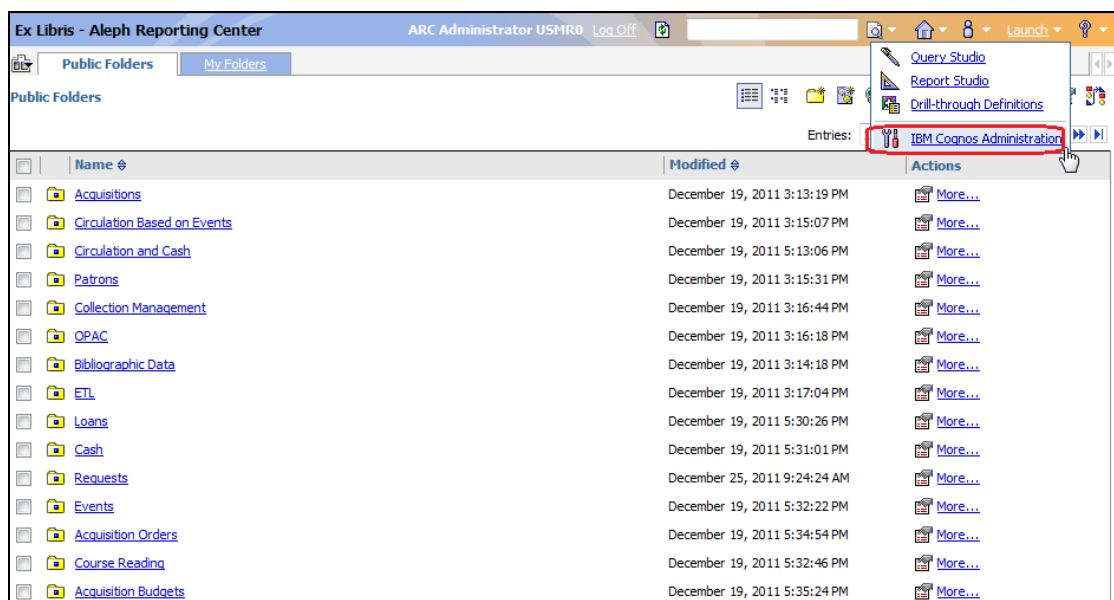 Ex Libris - Aleph Reporting Center ARC Administrator USMR0 Log Off Launch
Public Folders My Folders
Query Studio
Report Studio
Public Folders
Drill-through Definitions
Entries:
IBM Cognos Administration
Name Modified Actions
Acquisitions December 19, 2011 3:13:19 PM More...
Circulation Based on Events December 19, 2011 3:15:07 PM More...
Circulation and Cash December 19, 2011 5:13:06 PM More...
Patrons December 19, 2011 3:15:31 PM More...
Collection Management December 19, 2011 3:16:44 PM More...
OPAC December 19, 2011 3:16:18 PM More...
Bibliographic Data December 19, 2011 3:14:18 PM More...
ETL December 19, 2011 3:17:04 PM More...
Loans December 19, 2011 5:30:26 PM More...
Cash December 19, 2011 5:31:01 PM More...
Requests December 25, 2011 9:24:24 AM More...
Events December 19, 2011 5:32:22 PM More...
Acquisition Orders December 19, 2011 5:34:54 PM More...
Course Reading December 19, 2011 5:32:46 PM More...
Acquisition Budgets December 19, 2011 5:35:24 PM More...